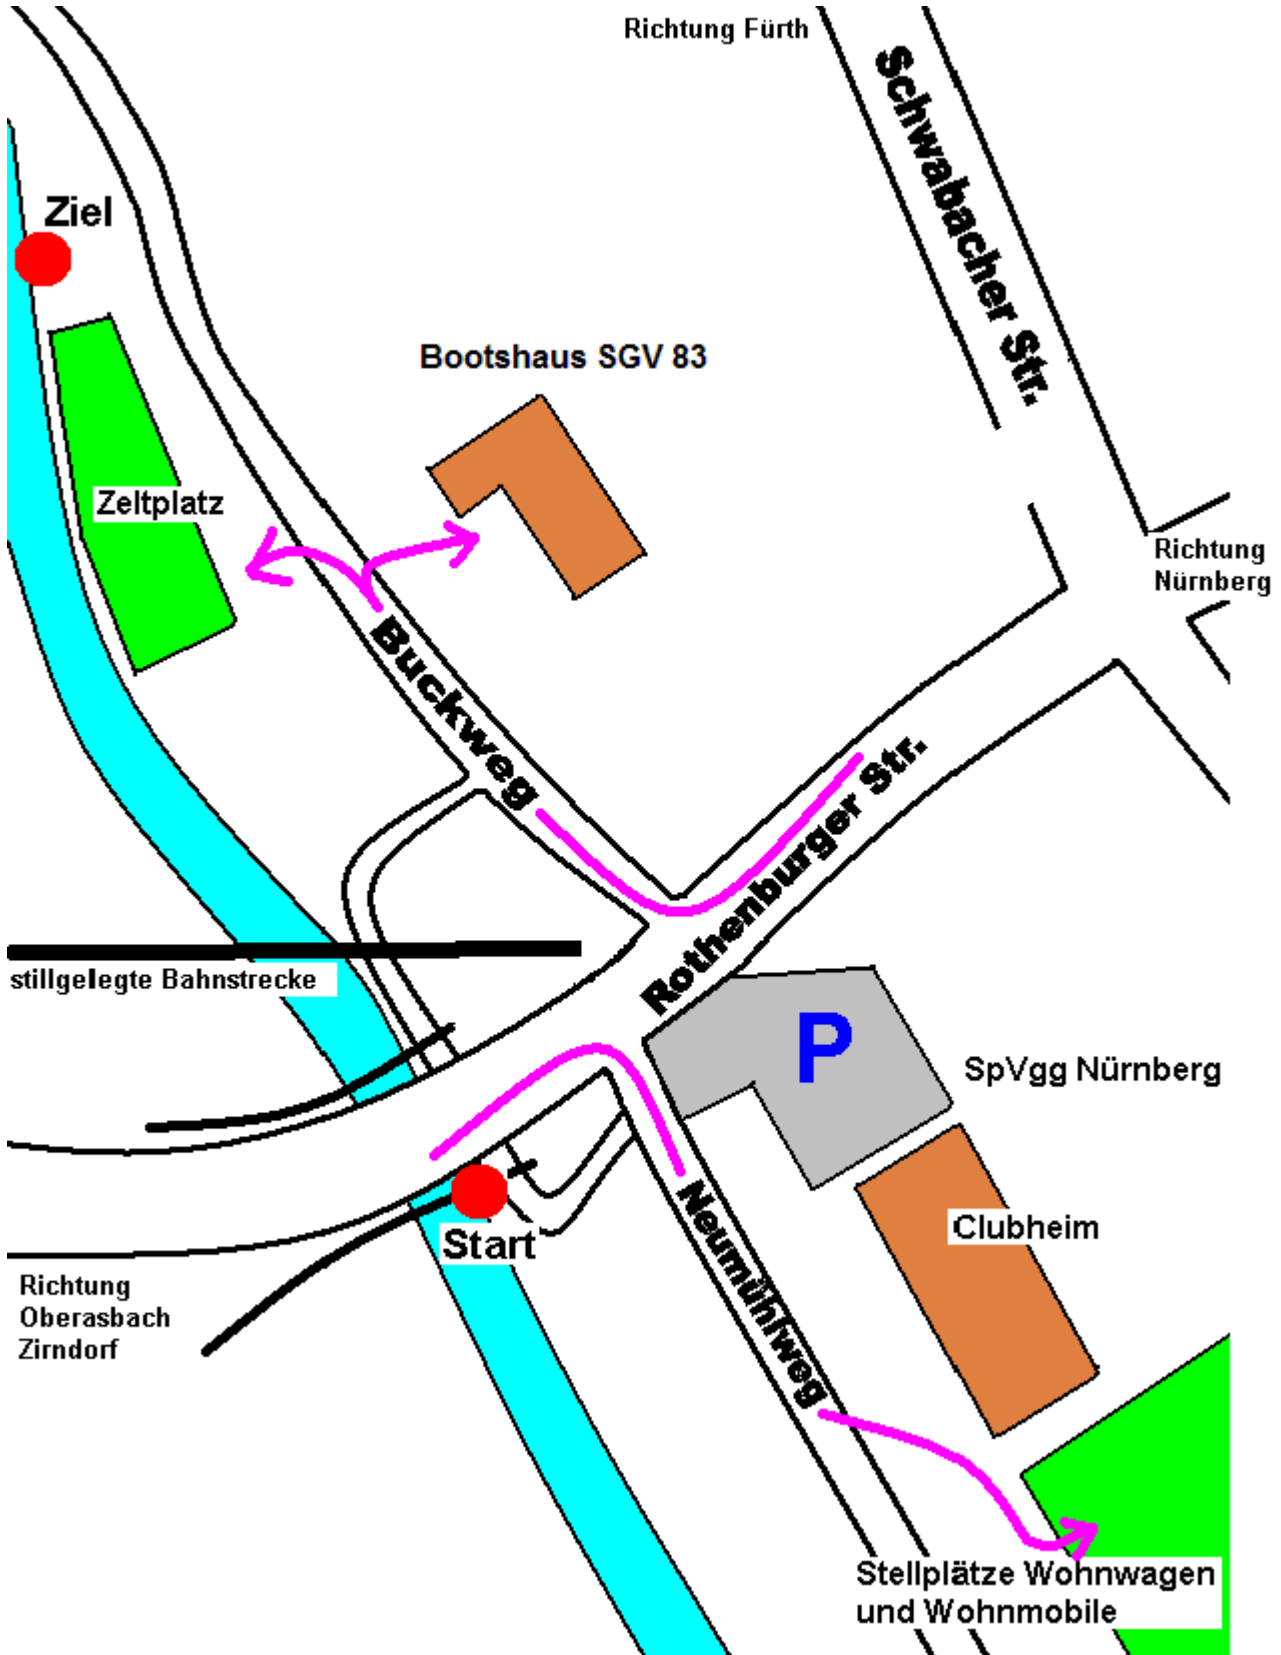 Richtung Fürth
Schwabacher Str.
Ziel
Bootshaus SGV 83
Zeltplatz
Richtung
Nürnberg
Buckweg
Rothenburger Str.
stillgelegte Bahnstrecke
P
SpVgg Nürnberg
Neumühlweg
Clubheim
Start
Richtung
Oberasbach
Zirndorf
Stellplätze Wohnwagen
und Wohnmobile